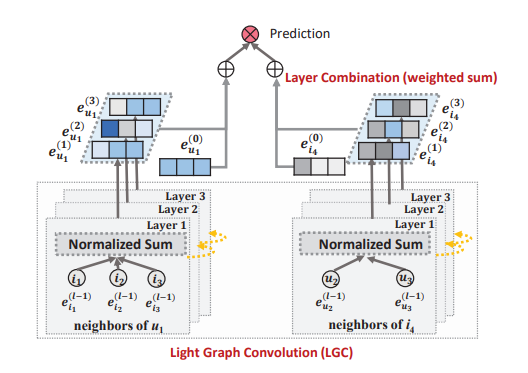 Prediction
Layer Combination (weighted sum)
e_{u_1}^{(3)}
e_{u_1}^{(2)}
e_{u_1}^{(1)}
e_{u_1}^{(0)}
e_{i_4}^{(0)}
e_{i_4}^{(3)}
e_{i_4}^{(2)}
e_{i_4}^{(1)}
Layer 3
Layer 2
Layer 1
Normalized Sum
i_1 i_2 i_3
e_{i_1}^{(l-1)} e_{i_2}^{(l-1)} e_{i_3}^{(l-1)}
neighbors of u_1
Layer 3
Layer 2
Layer 1
Normalized Sum
u_2 u_3
e_{u_2}^{(l-1)} e_{u_3}^{(l-1)}
neighbors of i_4
Light Graph Convolution (LGC)